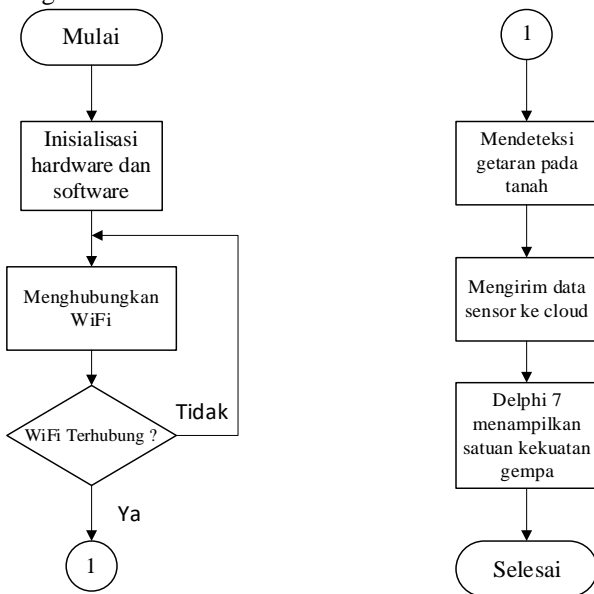 Mulai
Inisialisasi
hardware dan
software
Menghubungkan
WiFi
WiFi Terhubung ?
Tidak
Ya
1
1
Mendeteksi
getaran pada
tanah
Mengirim data
sensor ke cloud
Delphi 7
menampilkan
satuan kekuatan
gempa
Selesai